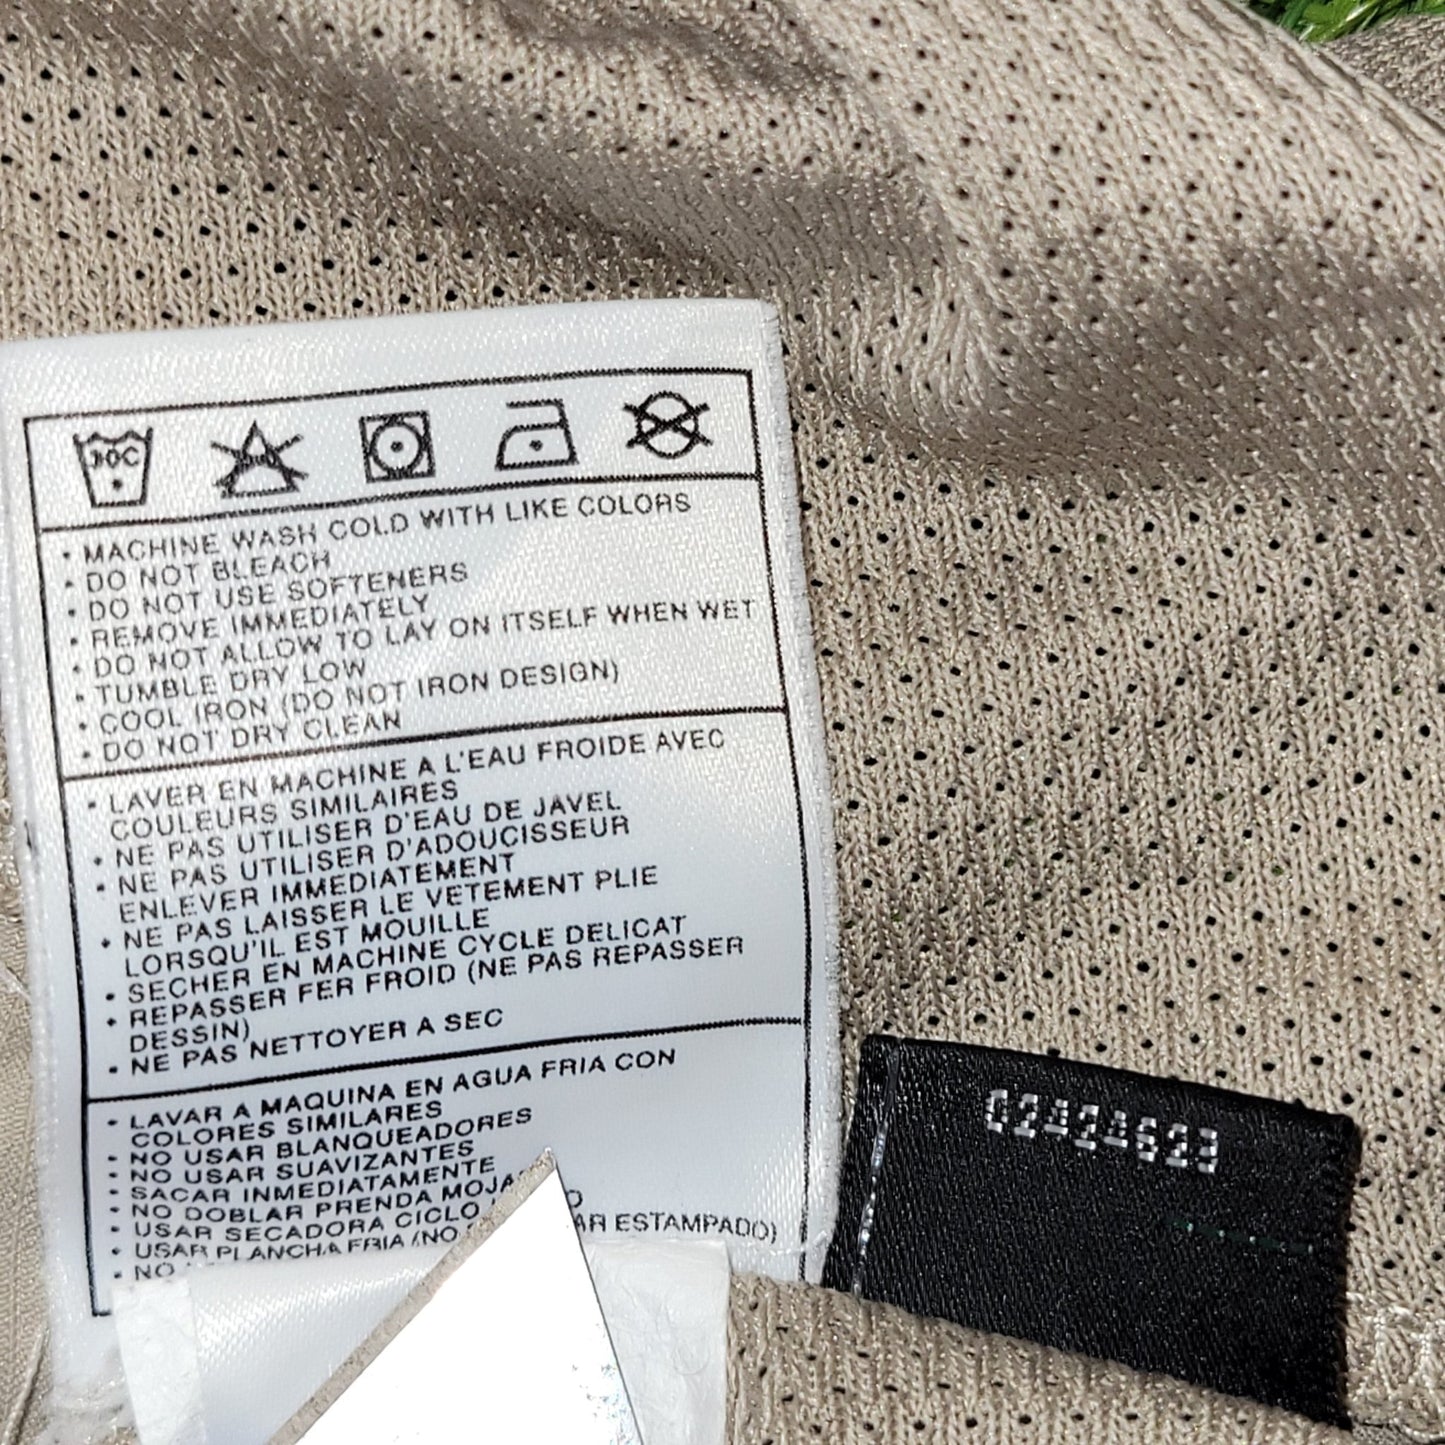 30C
• MACHINE WASH COLD WITH LIKE COLORS
• DO NOT BLEACH
• DO NOT USE SOFTENERS
• REMOVE IMMEDIATELY
• DO NOT ALLOW TO LAY ON ITSELF WHEN WET
• TUMBLE DRY LOW
• COOL IRON (DO NOT IRON DESIGN)
• DO NOT DRY CLEAN
• LAVER EN MACHINE A L'EAU FROIDE AVEC
COULEURS SIMILAIRES
• NE PAS UTILISER D'EAU DE JAVEL
• NE PAS UTILISER D'ADOUCISSEUR
ENLEVER IMMEDIATEMENT
• NE PAS LAISSER LE VETEMENT PLIE
LORSQU'IL EST MOUILLE
• SECHER EN MACHINE CYCLE DELICAT
• REPASSER FER FROID (NE PAS REPASSER
DESSIN)
• NE PAS NETTOYER A SEC
• LAVAR A MAQUINA EN AGUA FRIA CON
COLORES SIMILARES
• NO USAR BLANQUEADORES
• NO USAR SUAVIZANTES
• SACAR INMEDIATAMENTE
• NO DOBLAR PRENDA
• USAR SECADORA CICLO
• USAR PLANCHA FRIA (NO ESTAMPADO)
• NO